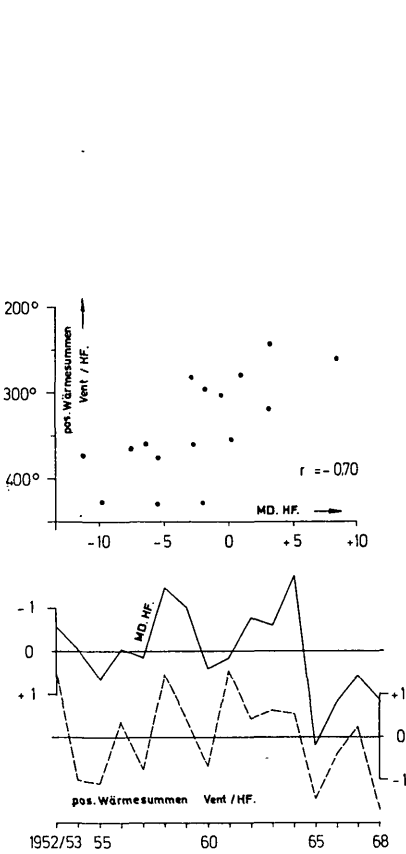 200°
pos. Wärmesummen
Vent / HF.
300°
400°
r = - 0,70
MD. HF.
-10 -5 0 +5 +10
-1
0
+1
MD. HF.
+1
0
-1
pos. Wärmesummen Vent / HF.
1952/53 55 60 65 68